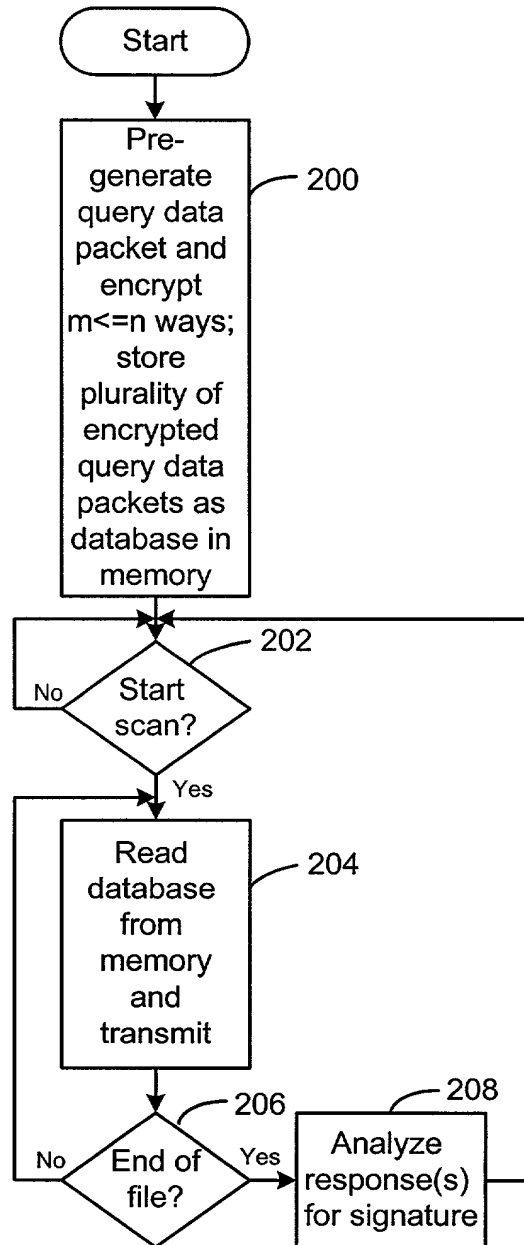 Start
Pre-
generate
query data
packet and
encrypt
m<=n ways;
store
plurality of
encrypted
query data
packets as
database in
memory
200
202
Start
scan?
No
Yes
Read
database
from
memory
and
transmit
204
206
End of
file?
No
Yes
208
Analyze
response(s)
for signature